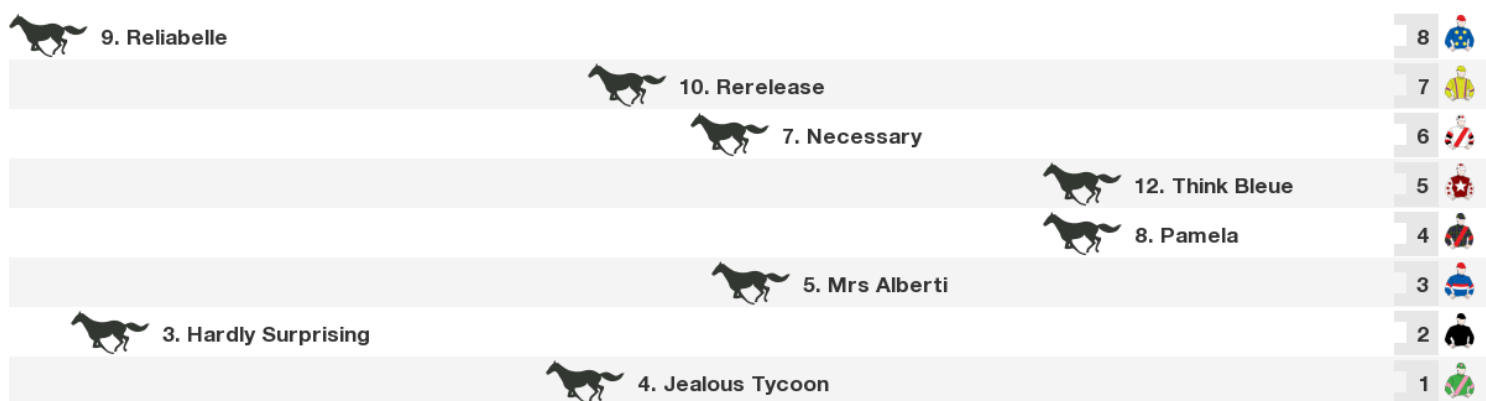 9. Reliabelle 8
10. Rerelease 7
7. Necessary 6
12. Think Bleue 5
8. Pamela 4
5. Mrs Alberti 3
3. Hardly Surprising 2
4. Jealous Tycoon 1